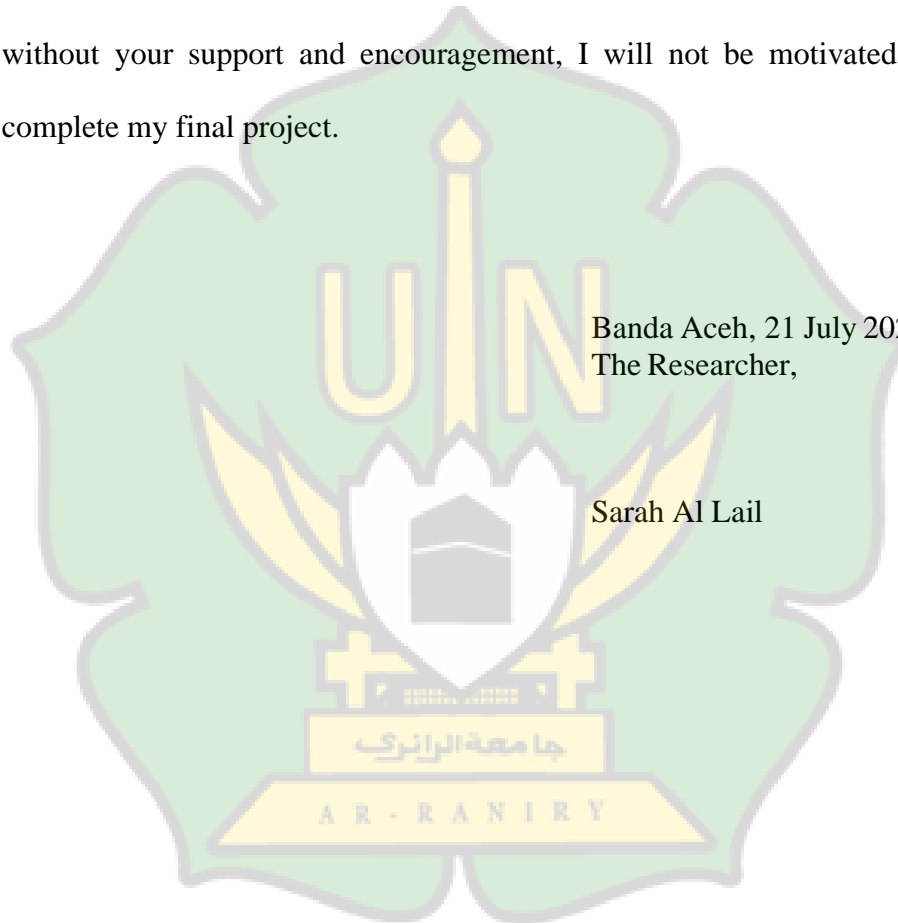 without your support and encouragement, I will not be motivated
complete my final project.
UIN
Banda Aceh, 21 July 202
The Researcher,
Sarah Al Lail
جامعة الرانري
AR-RANIRY